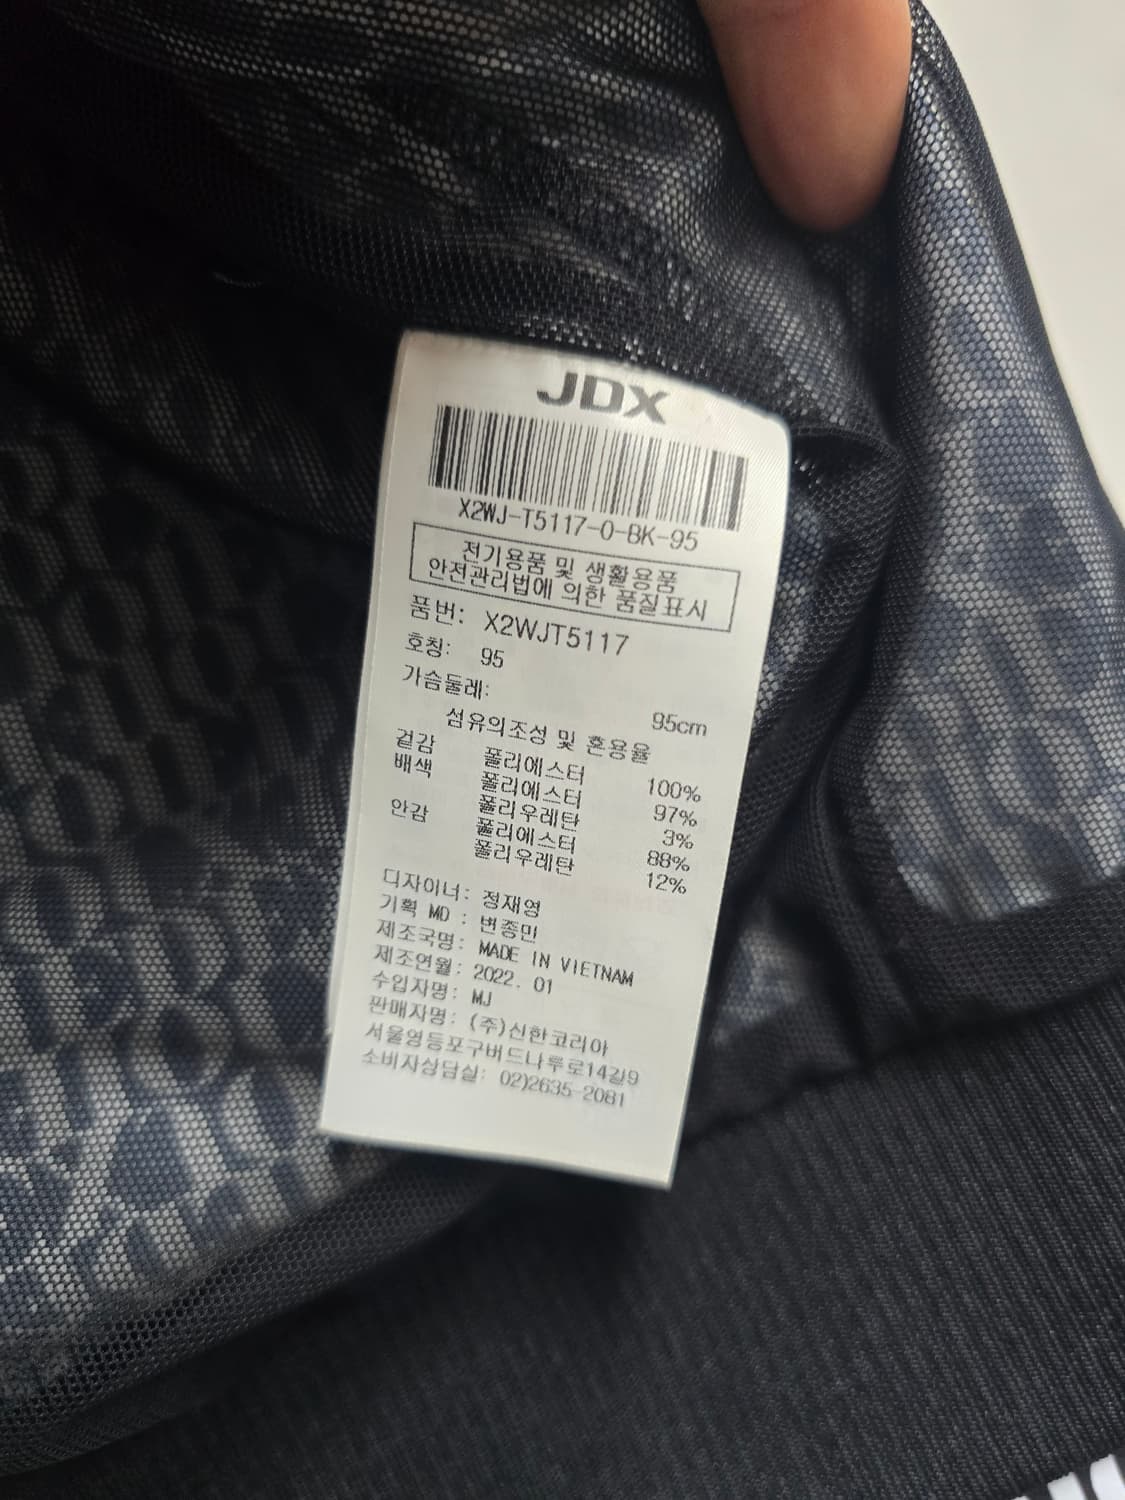 JDX
X2WJ-T5117-0-BK-95
전기용품 및 생활용품
안전관리법에 의한 품질표시
품번: X2WJT5117
호칭: 95
가슴둘레: 95cm
섬유의조성 및 혼용율
겉감 폴리에스터 100%
배색 폴리에스터 97%
폴리우레탄 3%
안감 폴리에스터 88%
폴리우레탄 12%
디자이너: 정재영
기획 MD : 변종민
제조국명: MADE IN VIETNAM
제조연월: 2022. 01
수입자명: MJ
판매자명: (주)신한코리아
서울영등포구버드나루로14길9
소비자상담실: 02)2635-2081